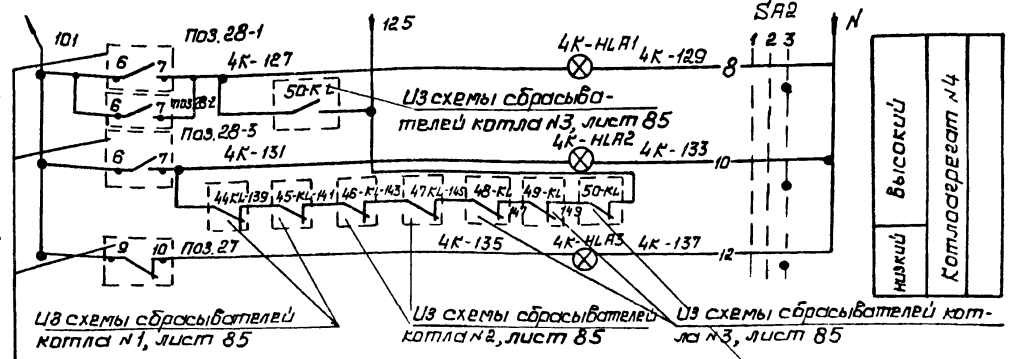 101
Поз.28-1
125
SA2
N
6 7
4К-127
4К-HLA1
4К-129
8
1 2 3
6 7
поз28-2
50-KL
Из схемы сбрасыва-
телей котла №3, лист 85
Поз.28-3
6 7
4К-131
4К-HLA2
4К-133
10
44KL-139
45-KL-141
46-KL-143
47KL-145
48-KL
147
49-KL
149
50-KL
9 10
Поз.27
4К-135
4К-HLA3
4К-137
12
Из схемы сбрасывателей
котла №1, лист 85
Из схемы сбрасывателей
котла №2, лист 85
Из схемы сбрасывателей кот-
ла №3, лист 85
высокий
низкий
Котлоагрегат №4